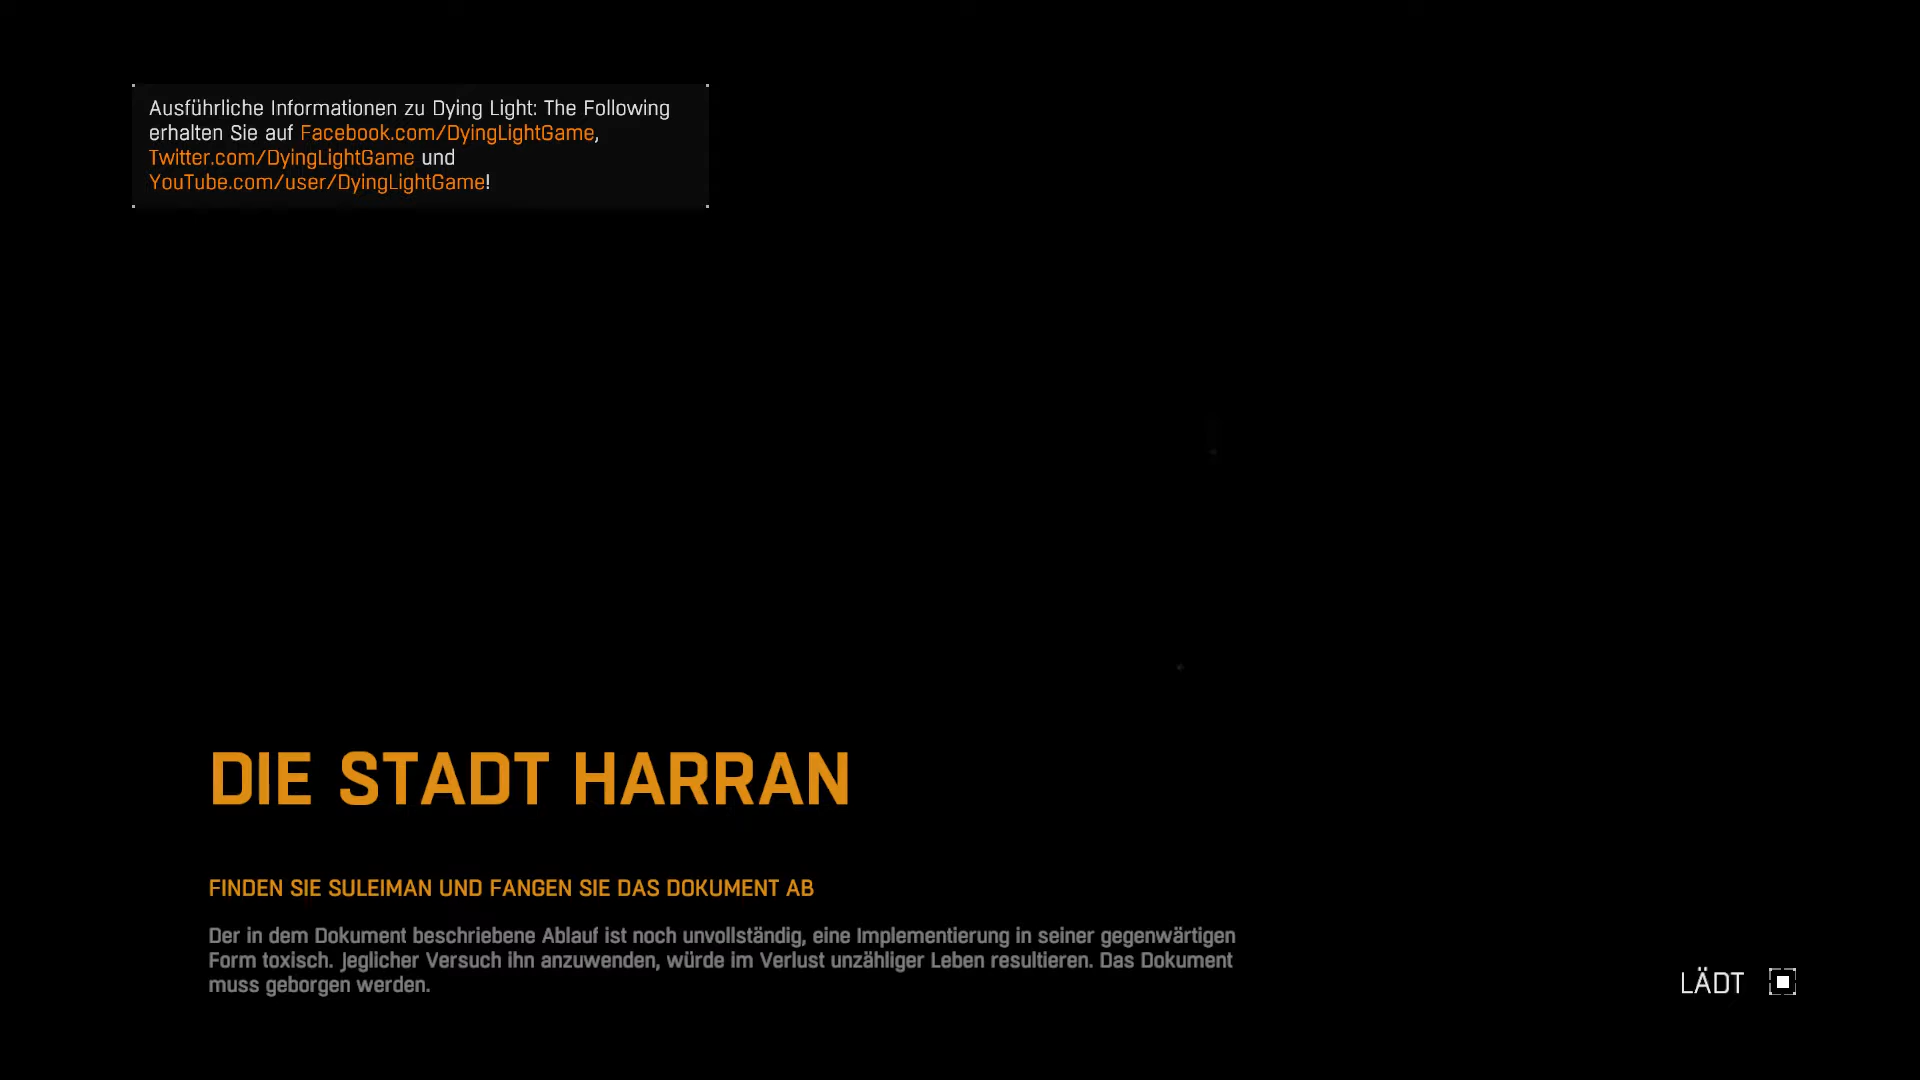 Ausführliche Informationen zu Dying Light: The Following
erhalten Sie auf Facebook.com/DyingLightGame,
Twitter.com/DyingLightGame und
YouTube.com/user/DyingLightGame!
DIE STADT HARRAN
FINDEN SIE SULEIMAN UND FANGEN SIE DAS DOKUMENT AB
Der in dem Dokument beschriebene Ablauf ist noch unvollständig, eine Implementierung in seiner gegenwärtigen
Form toxisch. Jeglicher Versuch ihn anzuwenden, würde im Verlust unzähliger Leben resultieren. Das Dokument
muss geborgen werden.
LÄDT